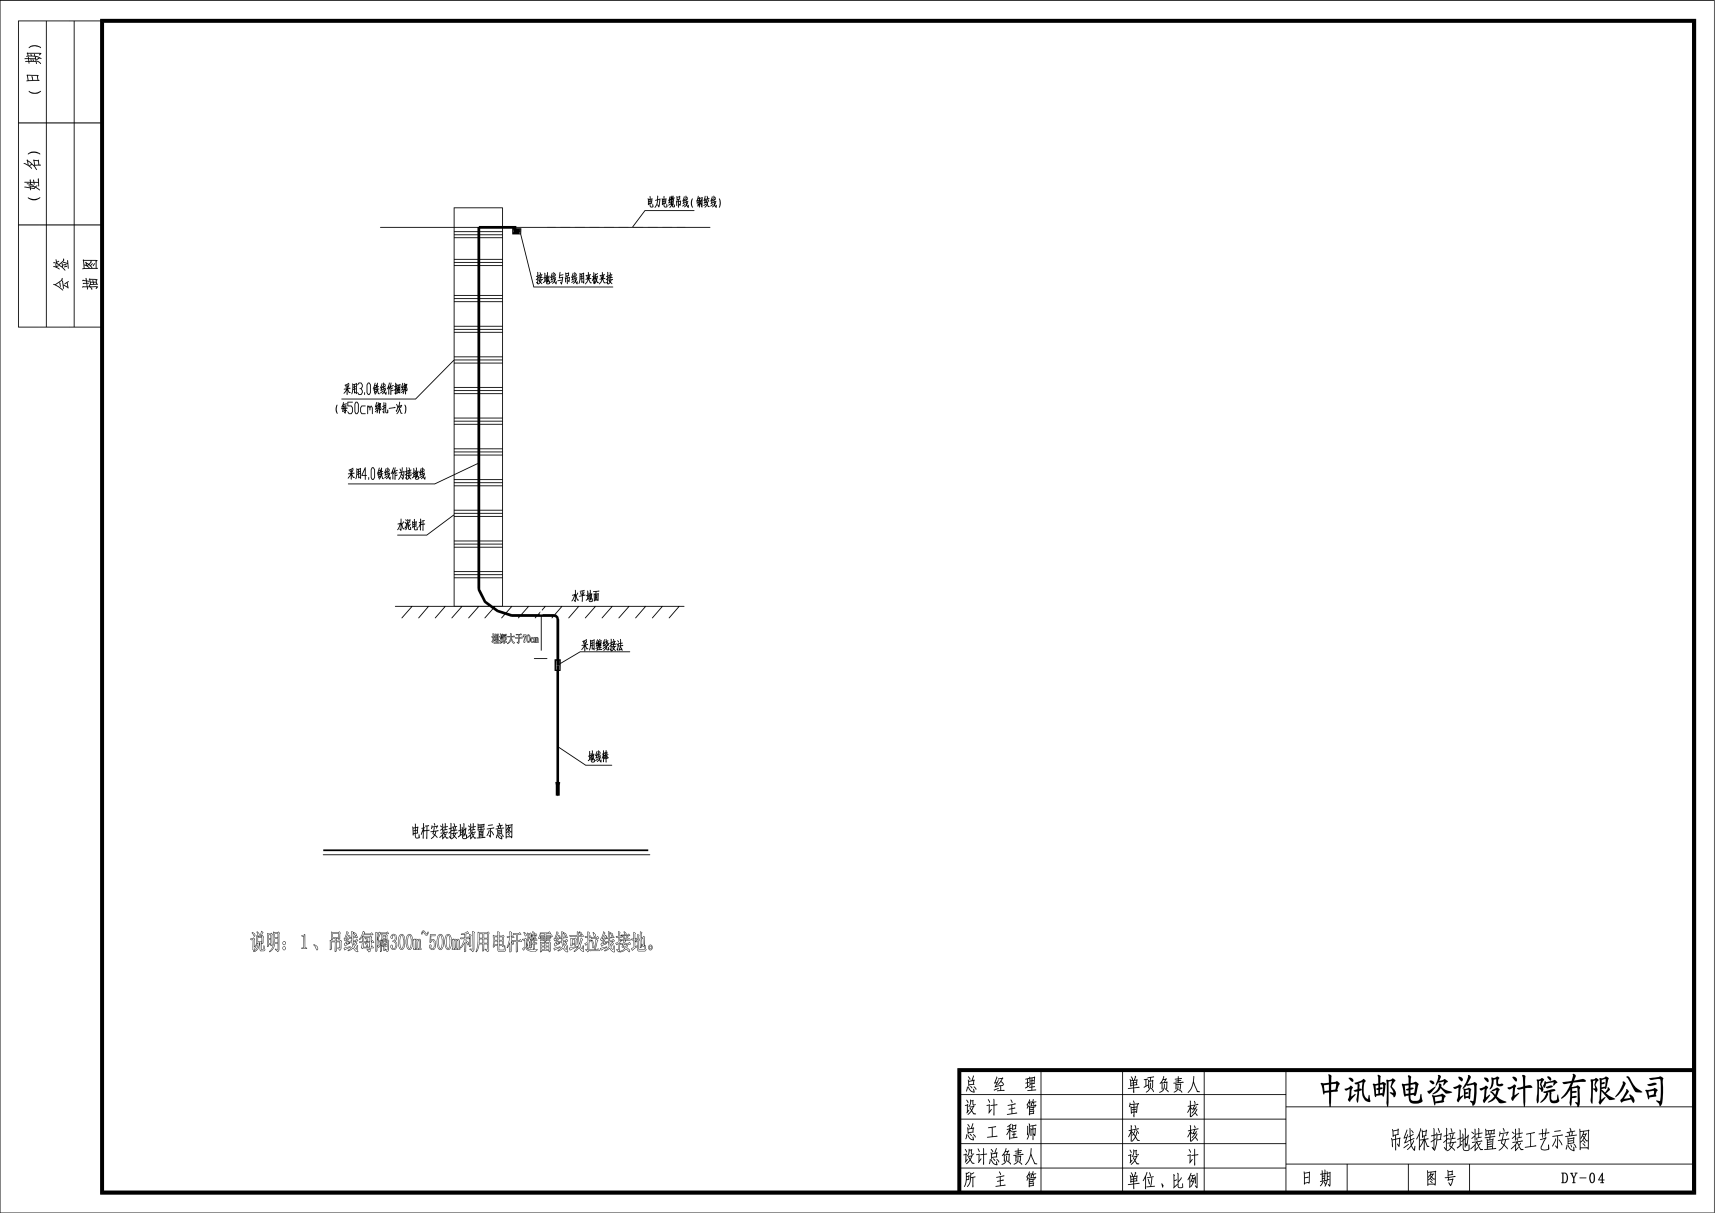 (日 期)
(姓 名)
会 签
描 图
电力电缆吊线(钢绞线)
接地线与吊线用夹板夹接
采用3.0铁线作捆绑
(每50cm绑扎一次)
采用4.0铁线作为接地线
水泥电杆
水平地面
埋深大于70cm
采用缠绕接法
地线棒
电杆安装接地装置示意图
说明：1、吊线每隔300m~500m利用电杆避雷线或拉线接地。
总 经 理 单项负责人 中讯邮电咨询设计院有限公司
设 计 主 管 审 核
总 工 程 师 校 核 吊线保护接地装置安装工艺示意图
设计总负责人 设 计
所 主 管 单位、比例 日 期 图 号 DY-04